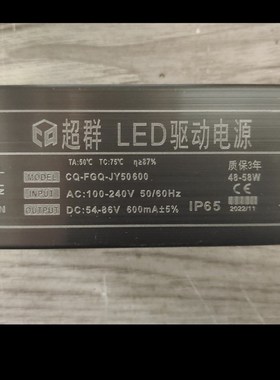 超群 LED驱动电源
TA:50℃ TC:75℃ η≥87%
质保3年
MODEL CQ-FGQ-JY50600
48-58W
INPUT AC:100-240V 50/60Hz
CE
OUTPUT DC:54-86V 600mA±5%
IP65
2022/11